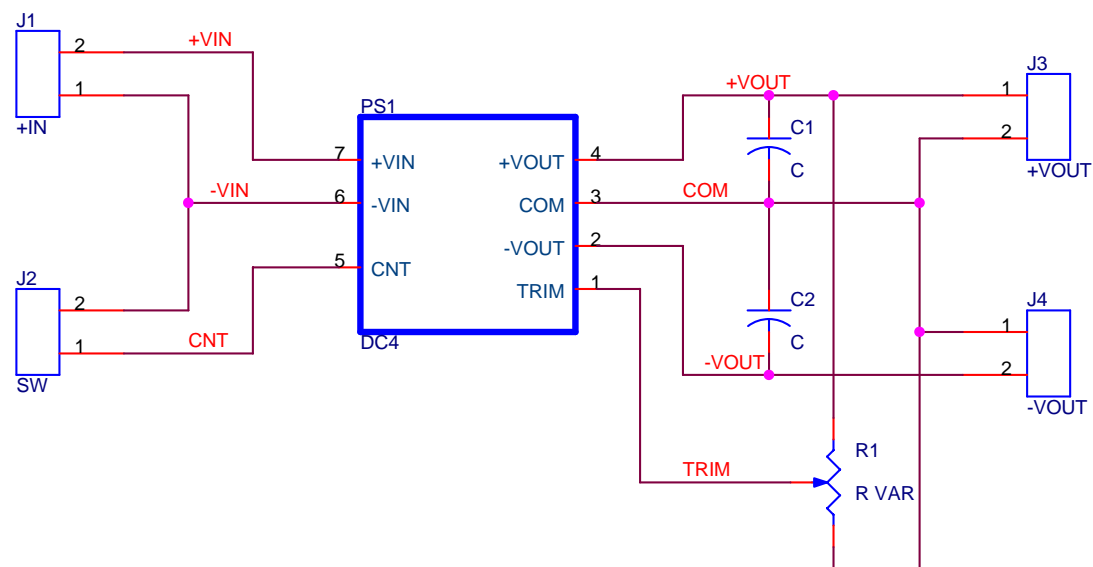 J1
2
+VIN
1
+IN
-VIN
J2
2
1
CNT
SW
PS1
7
+VIN
6
-VIN
5
CNT
+VOUT
4
COM
3
-VOUT
2
TRIM
1
DC4
+VOUT
C1
C
COM
C2
C
-VOUT
J3
1
2
+VOUT
J4
1
2
-VOUT
TRIM
R1
R VAR